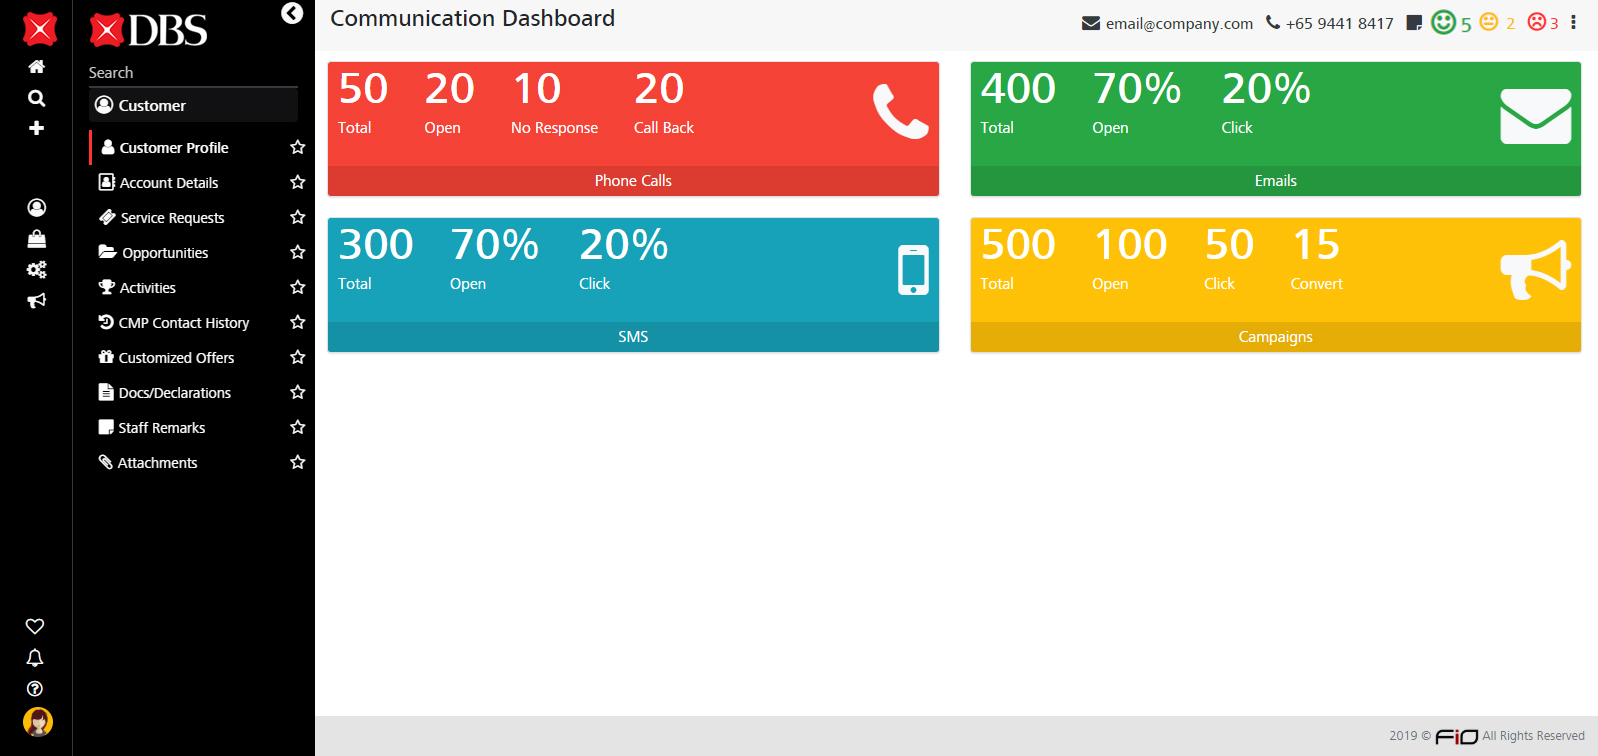 DBS
Search
Customer
Customer Profile
Account Details
Service Requests
Opportunities
Activities
CMP Contact History
Customized Offers
Docs/Declarations
Staff Remarks
Attachments
Communication Dashboard
email@company.com +65 9441 8417 5 2 3
50 20 10 20
Total Open No Response Call Back
Phone Calls
400 70% 20%
Total Open Click
Emails
300 70% 20%
Total Open Click
SMS
500 100 50 15
Total Open Click Convert
Campaigns
2019 © FiO All Rights Reserved